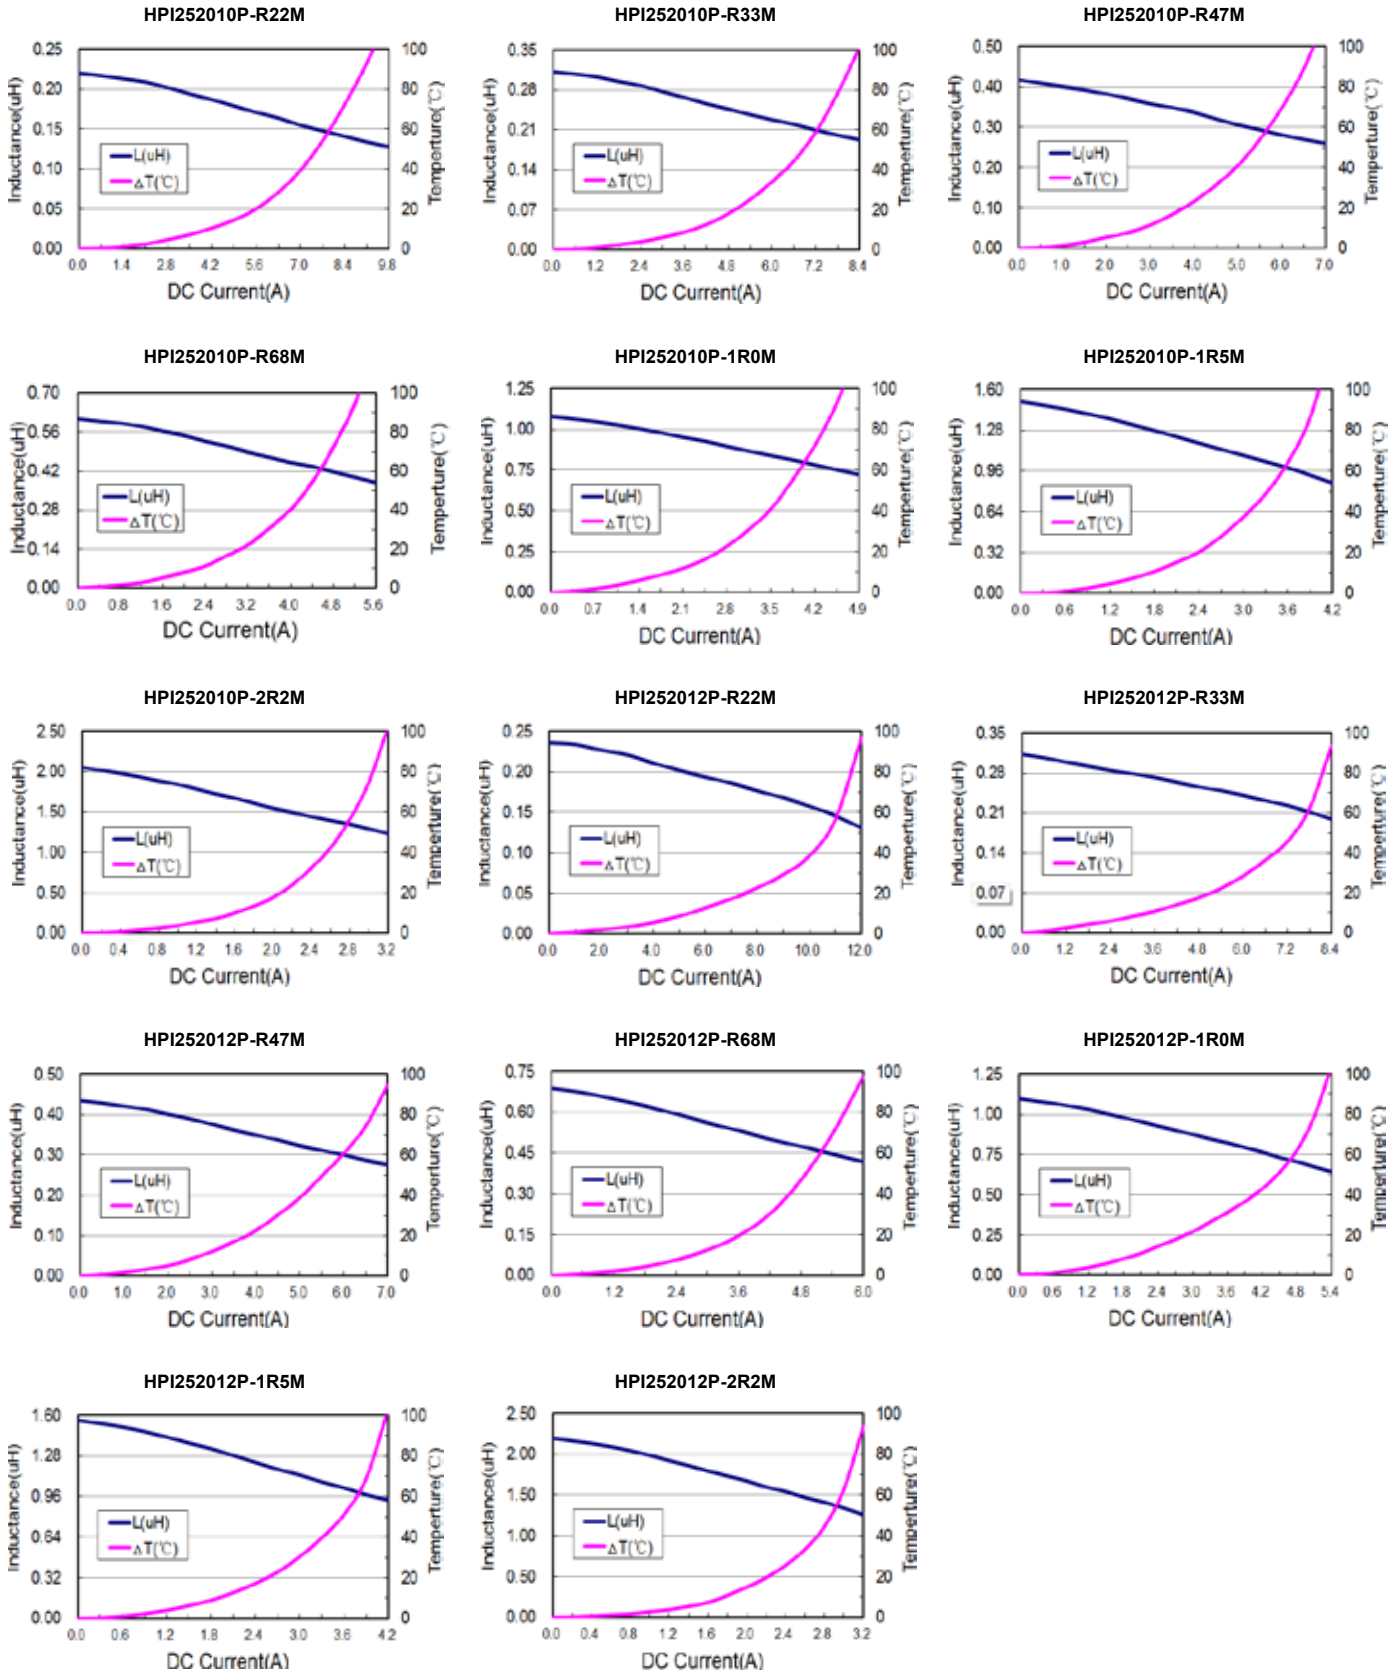 HPI252010P-R22M
HPI252010P-R33M
HPI252010P-R47M
Inductance(uH)
0.25
0.20
0.15
0.10
0.05
0.00
L(uH)
ΔT(℃)
100
80
60
40
20
0
Temperture(℃)
0.0 1.4 2.8 4.2 5.6 7.0 8.4 9.8
DC Current(A)
Inductance(uH)
0.35
0.28
0.21
0.14
0.07
0.00
L(uH)
ΔT(℃)
100
80
60
40
20
0
Temperture(℃)
0.0 1.2 2.4 3.6 4.8 6.0 7.2 8.4
DC Current(A)
Inductance(uH)
0.50
0.40
0.30
0.20
0.10
0.00
L(uH)
ΔT(℃)
100
80
60
40
20
0
Temperture(℃)
0.0 1.0 2.0 3.0 4.0 5.0 6.0 7.0
DC Current(A)
HPI252010P-R68M
HPI252010P-1R0M
HPI252010P-1R5M
Inductance(uH)
0.70
0.56
0.42
0.28
0.14
0.00
L(uH)
ΔT(℃)
100
80
60
40
20
0
Temperture(℃)
0.0 0.8 1.6 2.4 3.2 4.0 4.8 5.6
DC Current(A)
Inductance(uH)
1.25
1.00
0.75
0.50
0.25
0.00
L(uH)
ΔT(℃)
100
80
60
40
20
0
Temperture(℃)
0.0 0.7 1.4 2.1 2.8 3.5 4.2 4.9
DC Current(A)
Inductance(uH)
1.60
1.28
0.96
0.64
0.32
0.00
L(uH)
ΔT(℃)
100
80
60
40
20
0
Temperture(℃)
0.0 0.6 1.2 1.8 2.4 3.0 3.6 4.2
DC Current(A)
HPI252010P-2R2M
HPI252012P-R22M
HPI252012P-R33M
Inductance(uH)
2.50
2.00
1.50
1.00
0.50
0.00
L(uH)
ΔT(℃)
100
80
60
40
20
0
Temperture(℃)
0.0 0.4 0.8 1.2 1.6 2.0 2.4 2.8 3.2
DC Current(A)
Inductance(uH)
0.25
0.20
0.15
0.10
0.05
0.00
L(uH)
ΔT(℃)
100
80
60
40
20
0
Temperture(℃)
0.0 2.0 4.0 6.0 8.0 10.0 12.0
DC Current(A)
Inductance(uH)
0.35
0.28
0.21
0.14
0.07
0.00
L(uH)
ΔT(℃)
100
80
60
40
20
0
Temperture(℃)
0.0 1.2 2.4 3.6 4.8 6.0 7.2 8.4
DC Current(A)
HPI252012P-R47M
HPI252012P-R68M
HPI252012P-1R0M
Inductance(uH)
0.50
0.40
0.30
0.20
0.10
0.00
L(uH)
ΔT(℃)
100
80
60
40
20
0
Temperture(℃)
0.0 1.0 2.0 3.0 4.0 5.0 6.0 7.0
DC Current(A)
Inductance(uH)
0.75
0.60
0.45
0.30
0.15
0.00
L(uH)
ΔT(℃)
100
80
60
40
20
0
Temperture(℃)
0.0 1.2 2.4 3.6 4.8 6.0
DC Current(A)
Inductance(uH)
1.25
1.00
0.75
0.50
0.25
0.00
L(uH)
ΔT(℃)
100
80
60
40
20
0
Temperture(℃)
0.0 0.6 1.2 1.8 2.4 3.0 3.6 4.2 4.8 5.4
DC Current(A)
HPI252012P-1R5M
HPI252012P-2R2M
Inductance(uH)
1.60
1.28
0.96
0.64
0.32
0.00
L(uH)
ΔT(℃)
100
80
60
40
20
0
Temperture(℃)
0.0 0.6 1.2 1.8 2.4 3.0 3.6 4.2
DC Current(A)
Inductance(uH)
2.50
2.00
1.50
1.00
0.50
0.00
L(uH)
ΔT(℃)
100
80
60
40
20
0
Temperture(℃)
0.0 0.4 0.8 1.2 1.6 2.0 2.4 2.8 3.2
DC Current(A)